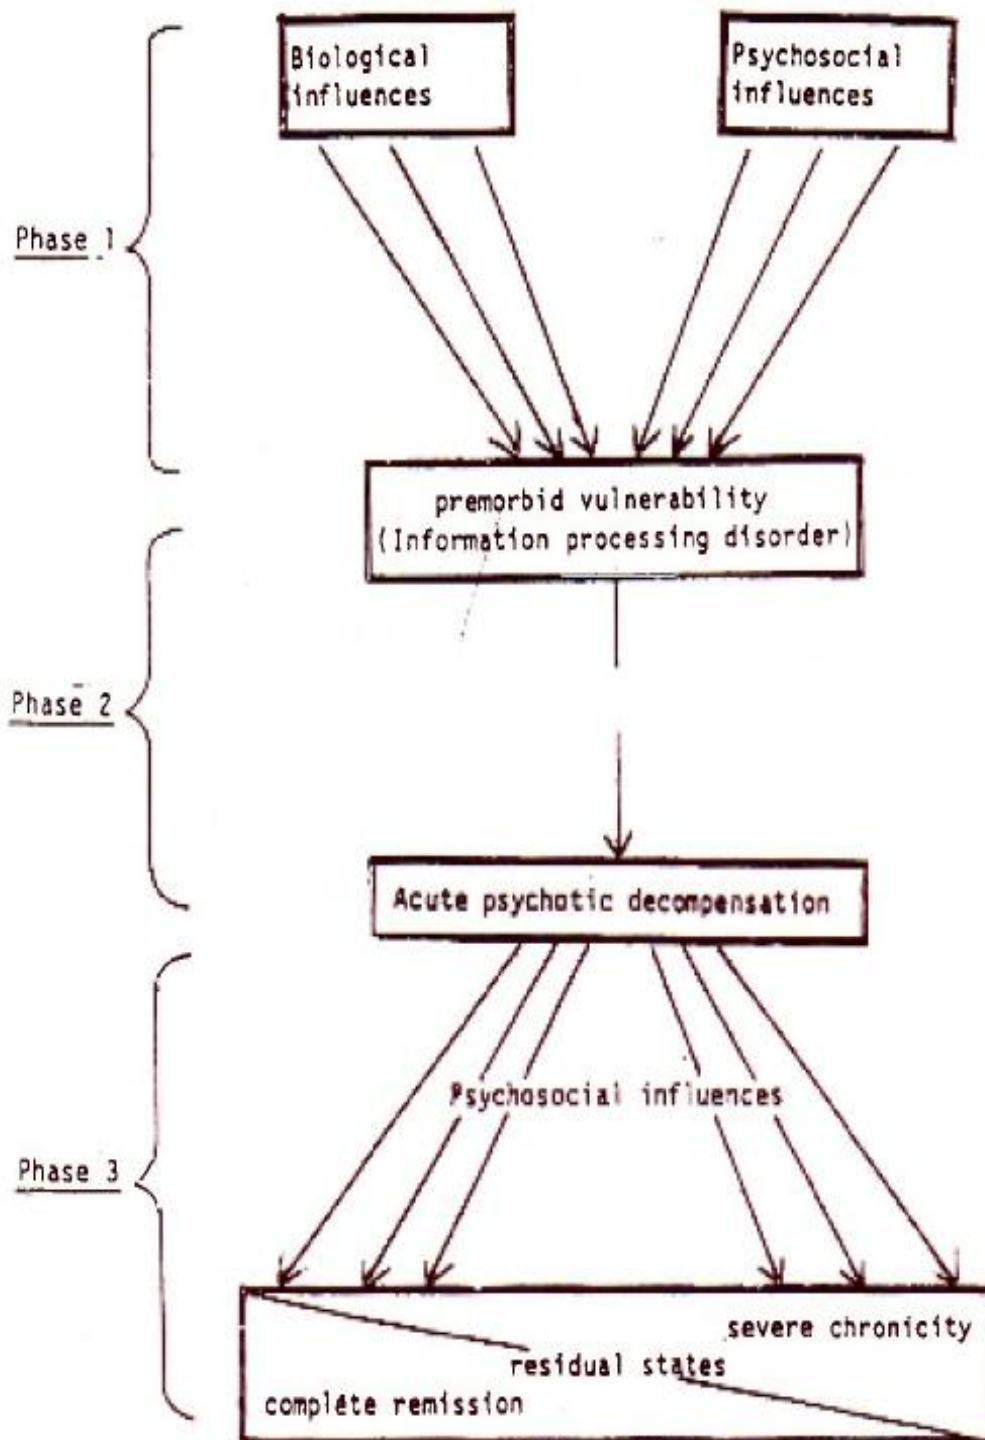 Biological
influences
Psychosocial
influences
Phase 1
premorbid vulnerability
(Information processing disorder)
Phase 2
Acute psychotic decompensation
Psychosocial influences
Phase 3
severe chronicity
residual states
complete remission